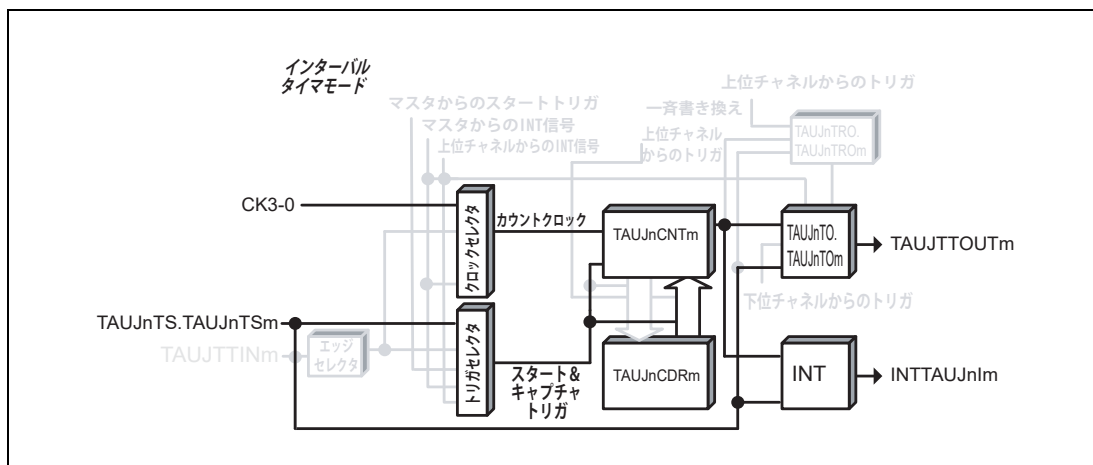 インターバル
タイマモード
上位チャネルからのトリガ
マスタからのスタートトリガ
一斉書き換え
マスタからのINT信号
上位チャネル
からのトリガ
上位チャネルからのINT信号
TAUJnTRO.
TAUJnTROm
CK3-0
クロックセレクタ
カウントクロック
TAUJnCNTm
TAUJnTO.
TAUJnTOm
TAUJTTOUTm
下位チャネルからのトリガ
TAUJnTS.TAUJnTSm
TAUJTTINm
エッジ
セレクタ
トリガセレクタ
スタート&
キャプチャ
トリガ
TAUJnCDRm
INT
INTTAUJnIm